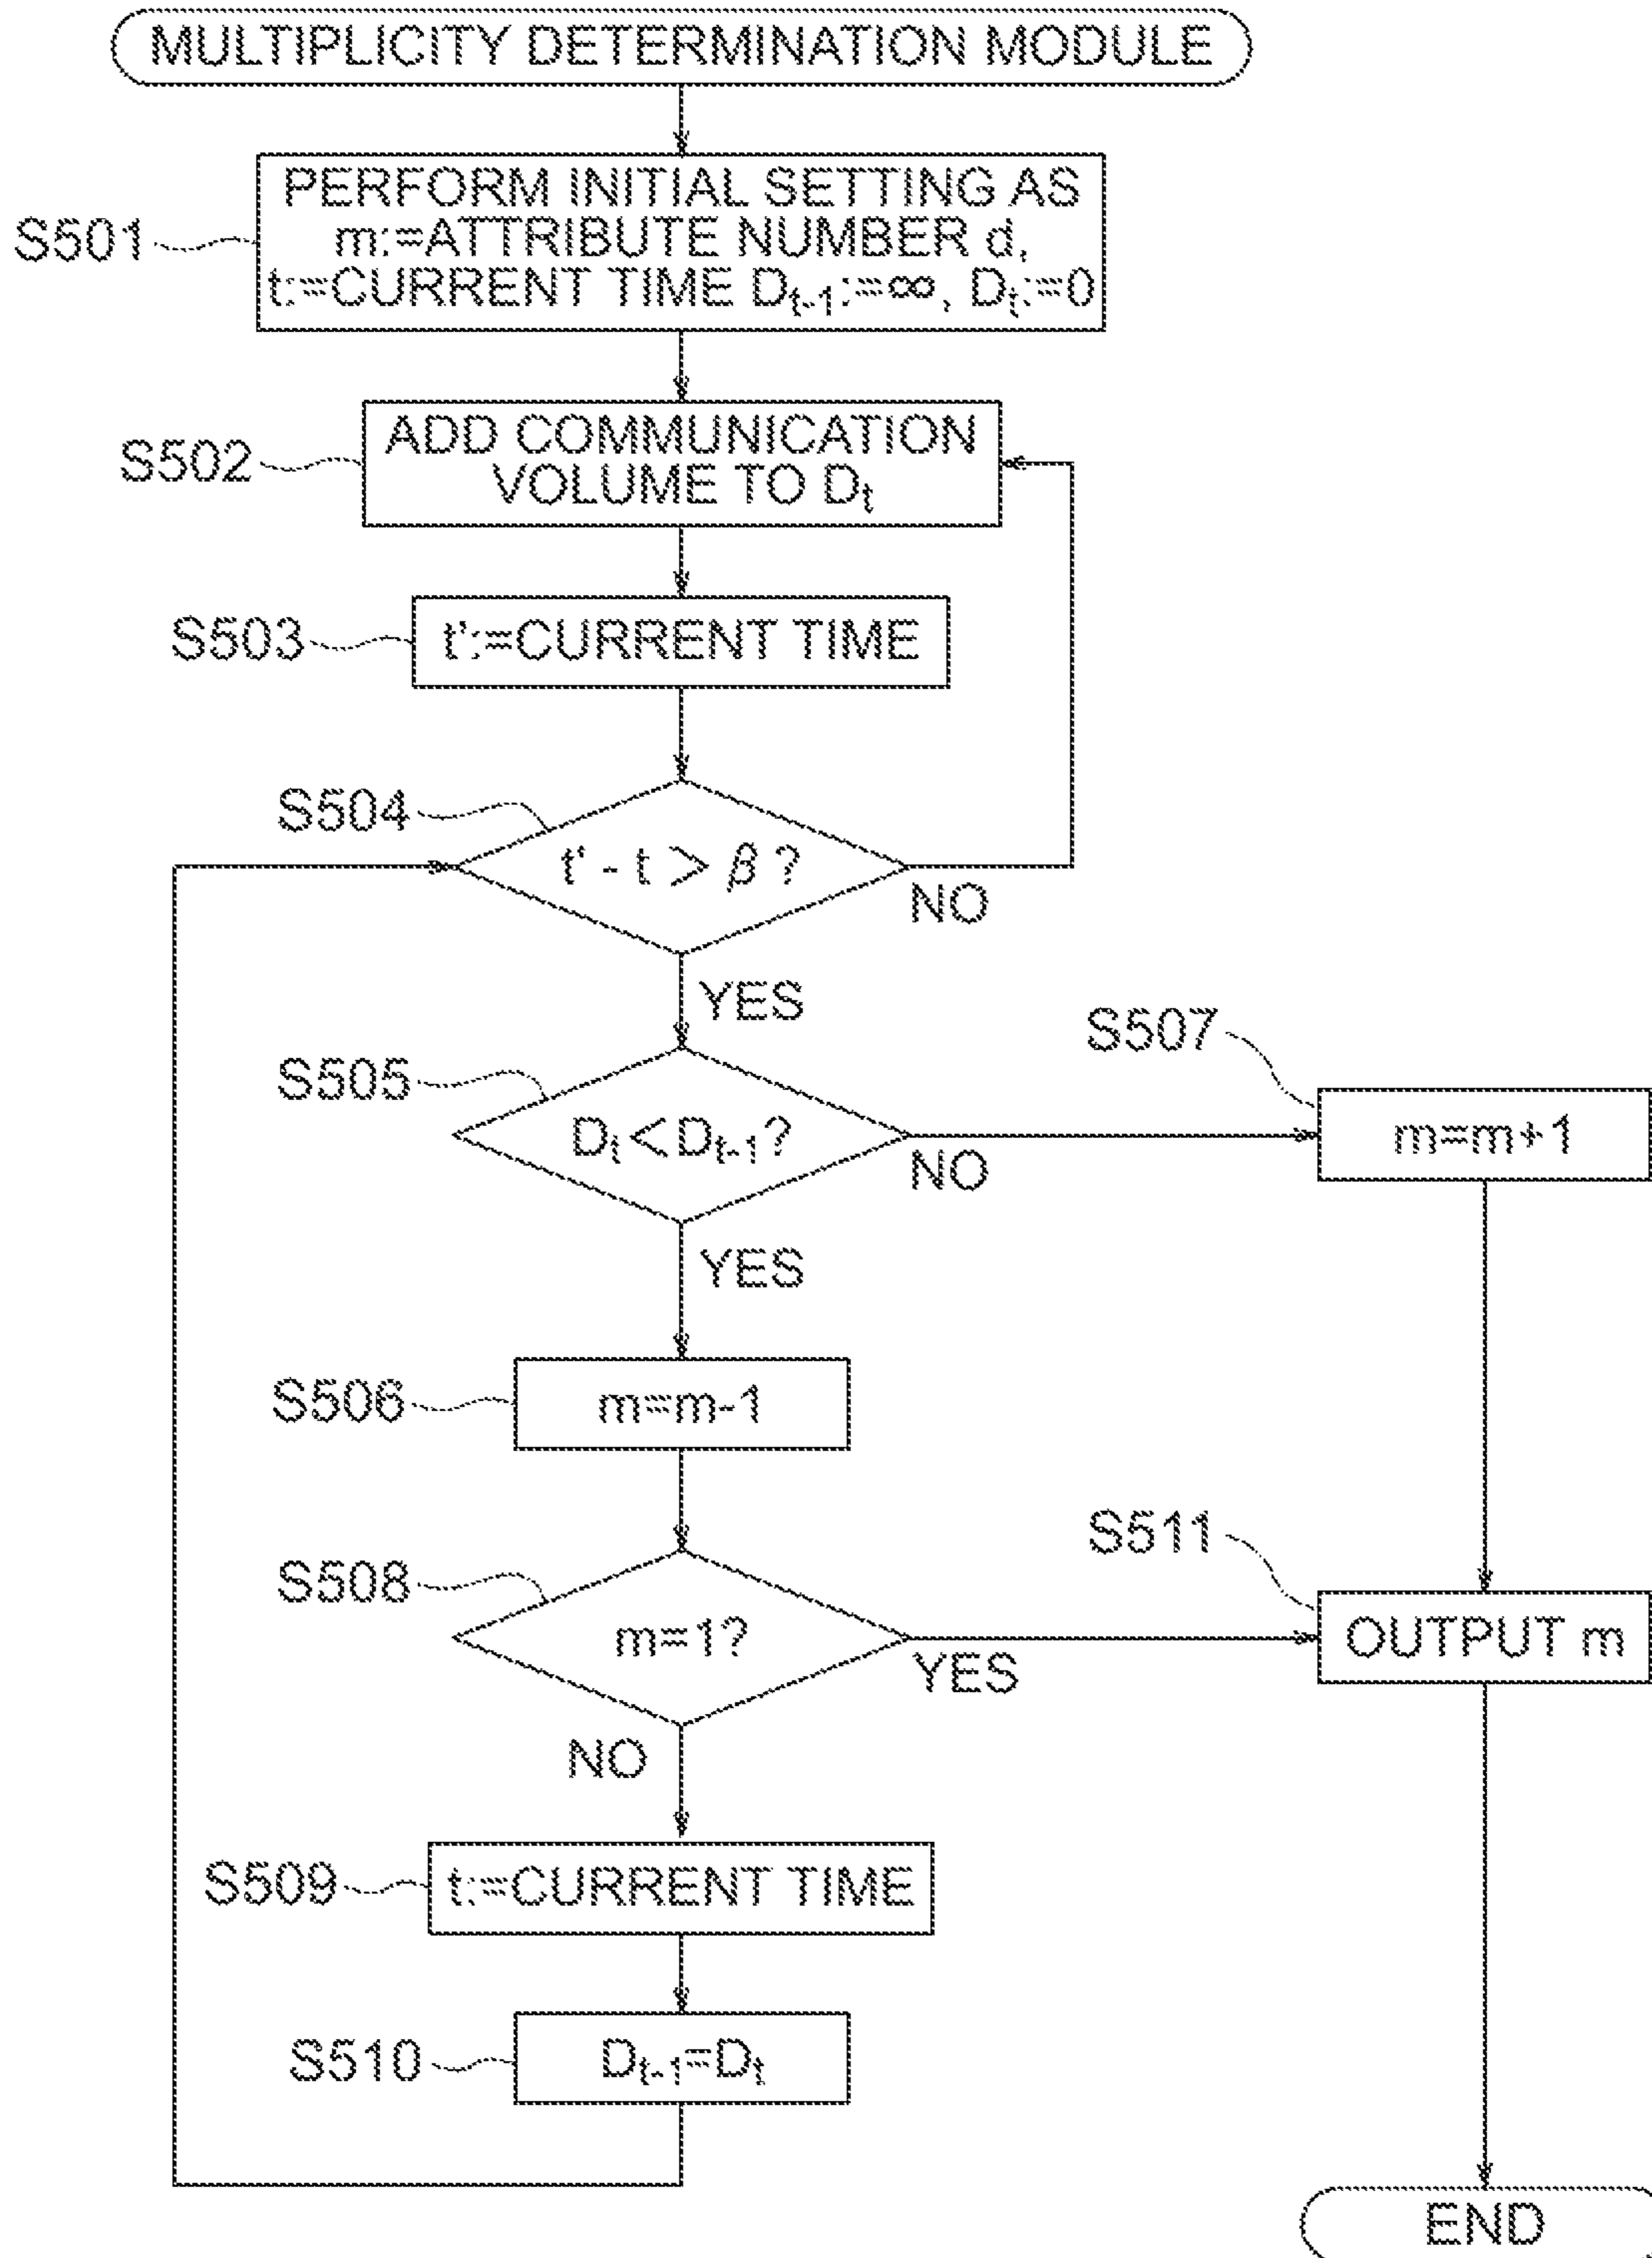 MULTIPLICITY DETERMINATION MODULE
S501
PERFORM INITIAL SETTING AS
m:=ATTRIBUTE NUMBER d,
t:=CURRENT TIME Dt-1:=∞, Dt:=0
S502
ADD COMMUNICATION
VOLUME TO Dt
S503
t':=CURRENT TIME
S504
t' - t > β ?
NO
YES
S505
Dt < Dt-1?
NO
S507
m=m+1
YES
S506
m=m-1
S508
m=1?
YES
S511
OUTPUT m
NO
S509
t:=CURRENT TIME
S510
Dt-1=Dt
END